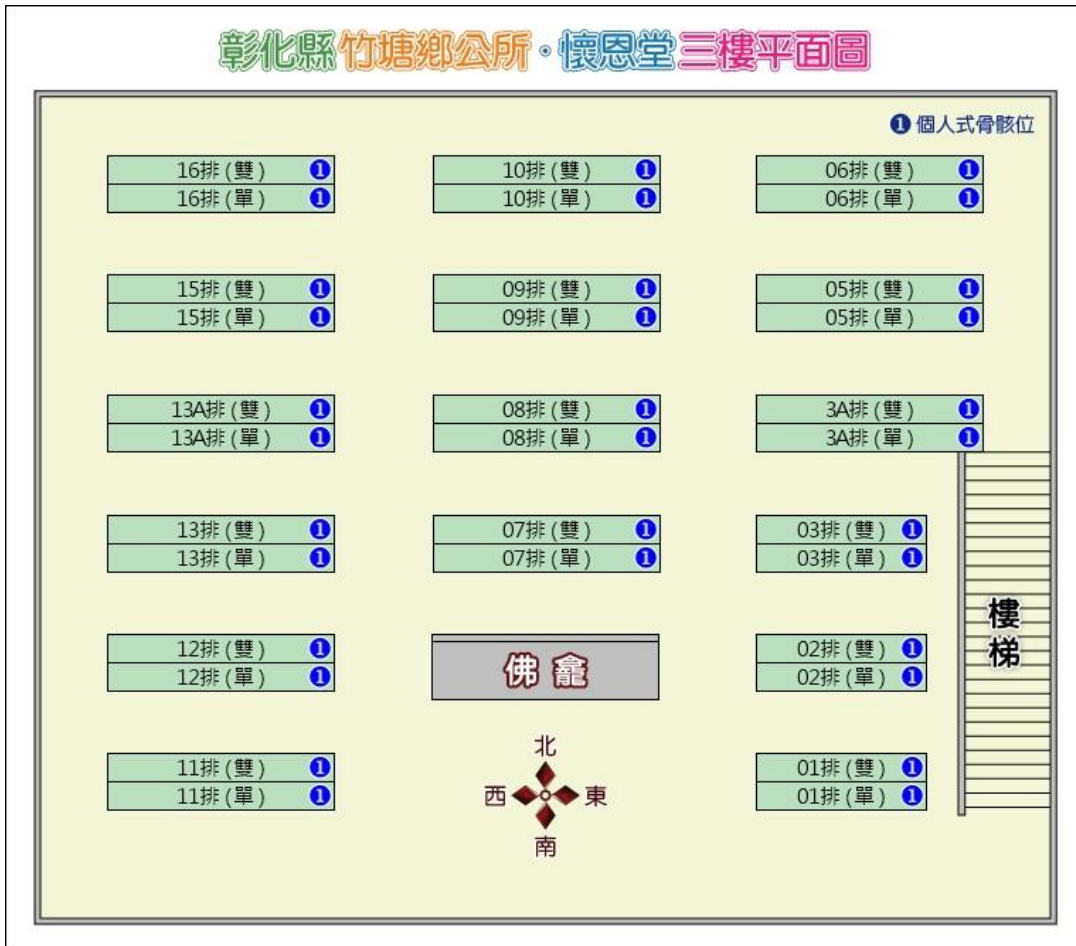 彰化縣竹塘鄉公所・懷恩堂三樓平面圖
❶個人式骨骸位
16排(雙) ❶
16排(單) ❶
10排(雙) ❶
10排(單) ❶
06排(雙) ❶
06排(單) ❶
15排(雙) ❶
15排(單) ❶
09排(雙) ❶
09排(單) ❶
05排(雙) ❶
05排(單) ❶
13A排(雙) ❶
13A排(單) ❶
08排(雙) ❶
08排(單) ❶
3A排(雙) ❶
3A排(單) ❶
13排(雙) ❶
13排(單) ❶
07排(雙) ❶
07排(單) ❶
03排(雙) ❶
03排(單) ❶
樓梯
12排(雙) ❶
12排(單) ❶
佛龕
02排(雙) ❶
02排(單) ❶
11排(雙) ❶
11排(單) ❶
北
西 東
南
01排(雙) ❶
01排(單) ❶